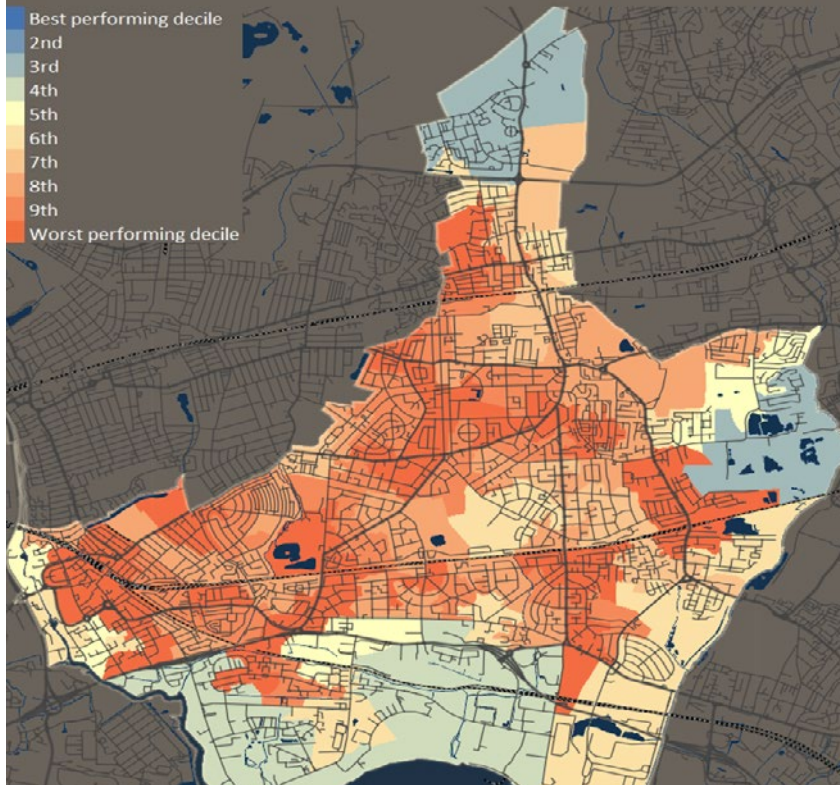 Best performing decile
2nd
3rd
4th
5th
6th
7th
8th
9th
Worst performing decile